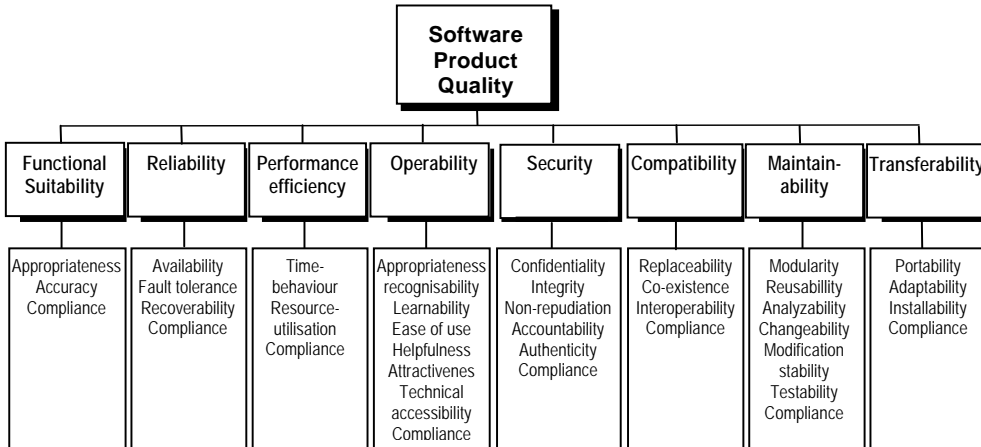 Software
Product
Quality
Functional
Suitability
Reliability
Performance
efficiency
Operability
Security
Compatibility
Maintain-
ability
Transferability
Appropriateness
Accuracy
Compliance
Availability
Fault tolerance
Recoverability
Compliance
Time-
behaviour
Resource-
utilisation
Compliance
Appropriateness
recognisability
Learnability
Ease of use
Helpfulness
Attractivenes
Technical
accessibility
Compliance
Confidentiality
Integrity
Non-repudiation
Accountability
Authenticity
Compliance
Replaceability
Co-existence
Interoperability
Compliance
Modularity
Reusability
Analyzability
Changeability
Modification
stability
Testability
Compliance
Portability
Adaptability
Installability
Compliance